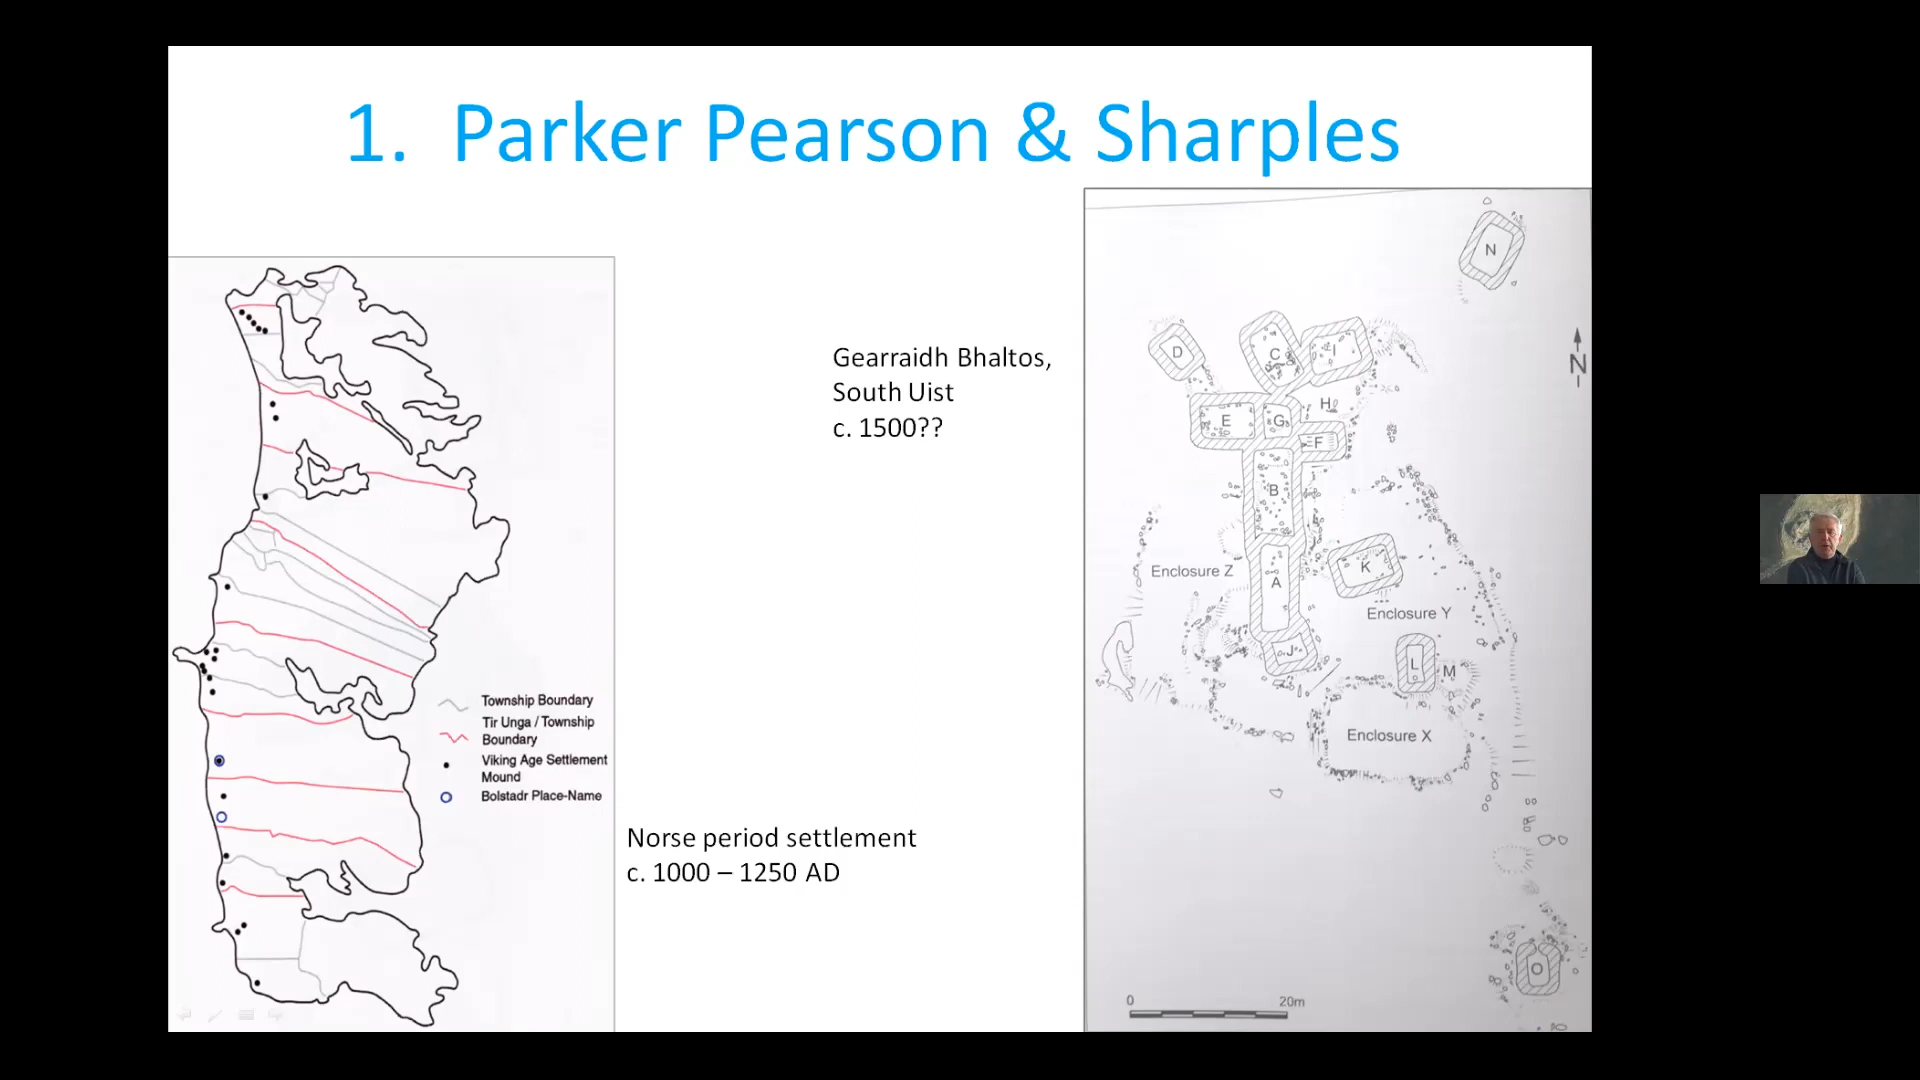 1. Parker Pearson & Sharples
Township Boundary
Tir Unga / Township
Boundary
Viking Age Settlement
Mound
Bolstadr Place-Name
Gearraidh Bhaltos,
South Uist
c. 1500??
Norse period settlement
c. 1000 – 1250 AD
N
D
C
I
N
E
G
H
F
B
Enclosure Z
A
K
Enclosure Y
J
L
M
Enclosure X
O
0
20m